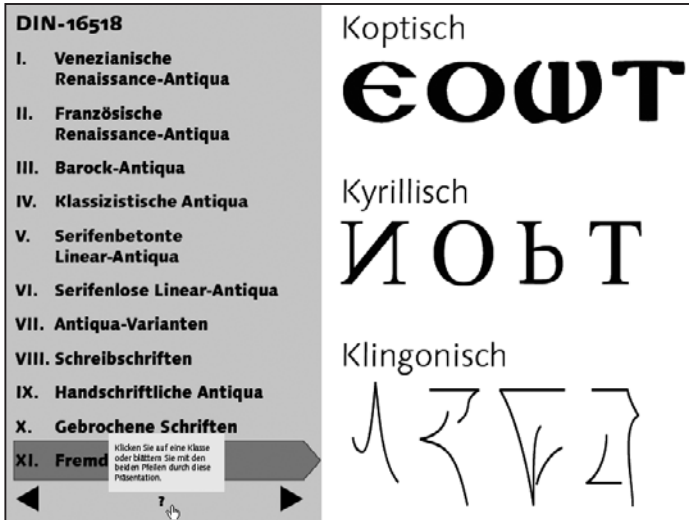 DIN-16518
I. Venezianische
Renaissance-Antiqua
II. Französische
Renaissance-Antiqua
III. Barock-Antiqua
IV. Klassizistische Antiqua
V. Serifenbetonte
Linear-Antiqua
VI. Serifenlose Linear-Antiqua
VII. Antiqua-Varianten
VIII. Schreibschriften
IX. Handschriftliche Antiqua
X. Gebrochene Schriften
XI. Fremd
Klicken Sie auf eine Klasse
oder blättern Sie mit den
beiden Pfeilen durch diese
Präsentation.
?
Koptisch
ⲉⲟⲱⲧ
Kyrillisch
И О Ь Т
Klingonisch